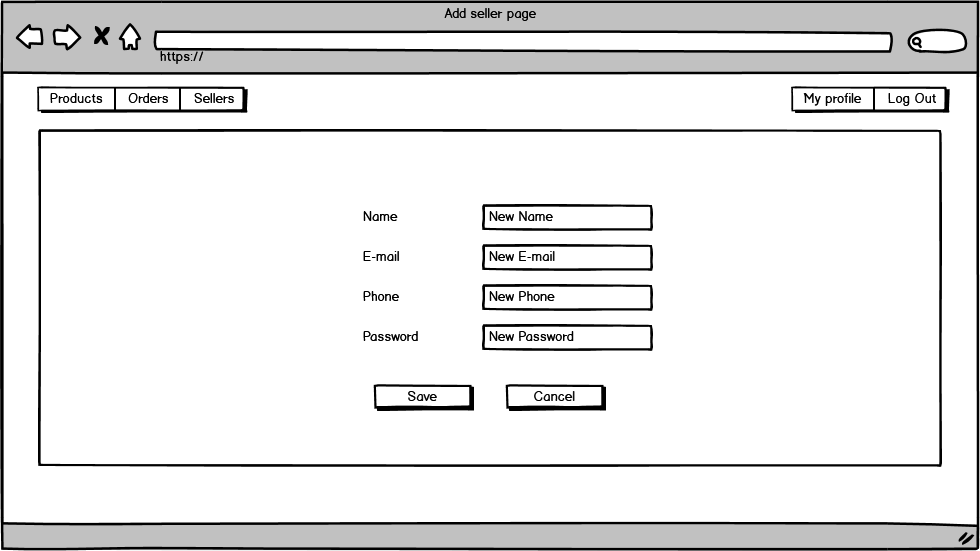 Add seller page
https://
Products Orders Sellers My profile Log Out
Name New Name
E-mail New E-mail
Phone New Phone
Password New Password
Save Cancel